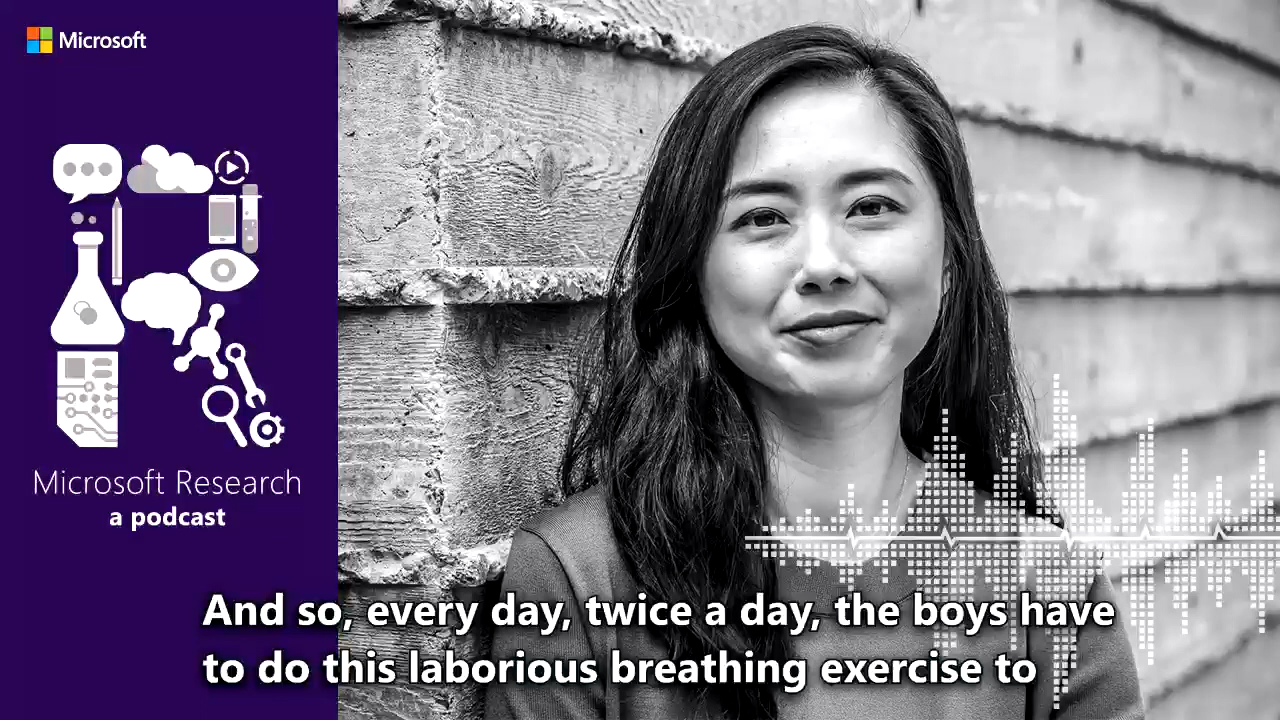 Microsoft
Microsoft Research
a podcast
And so, every day, twice a day, the boys have
to do this laborious breathing exercise to